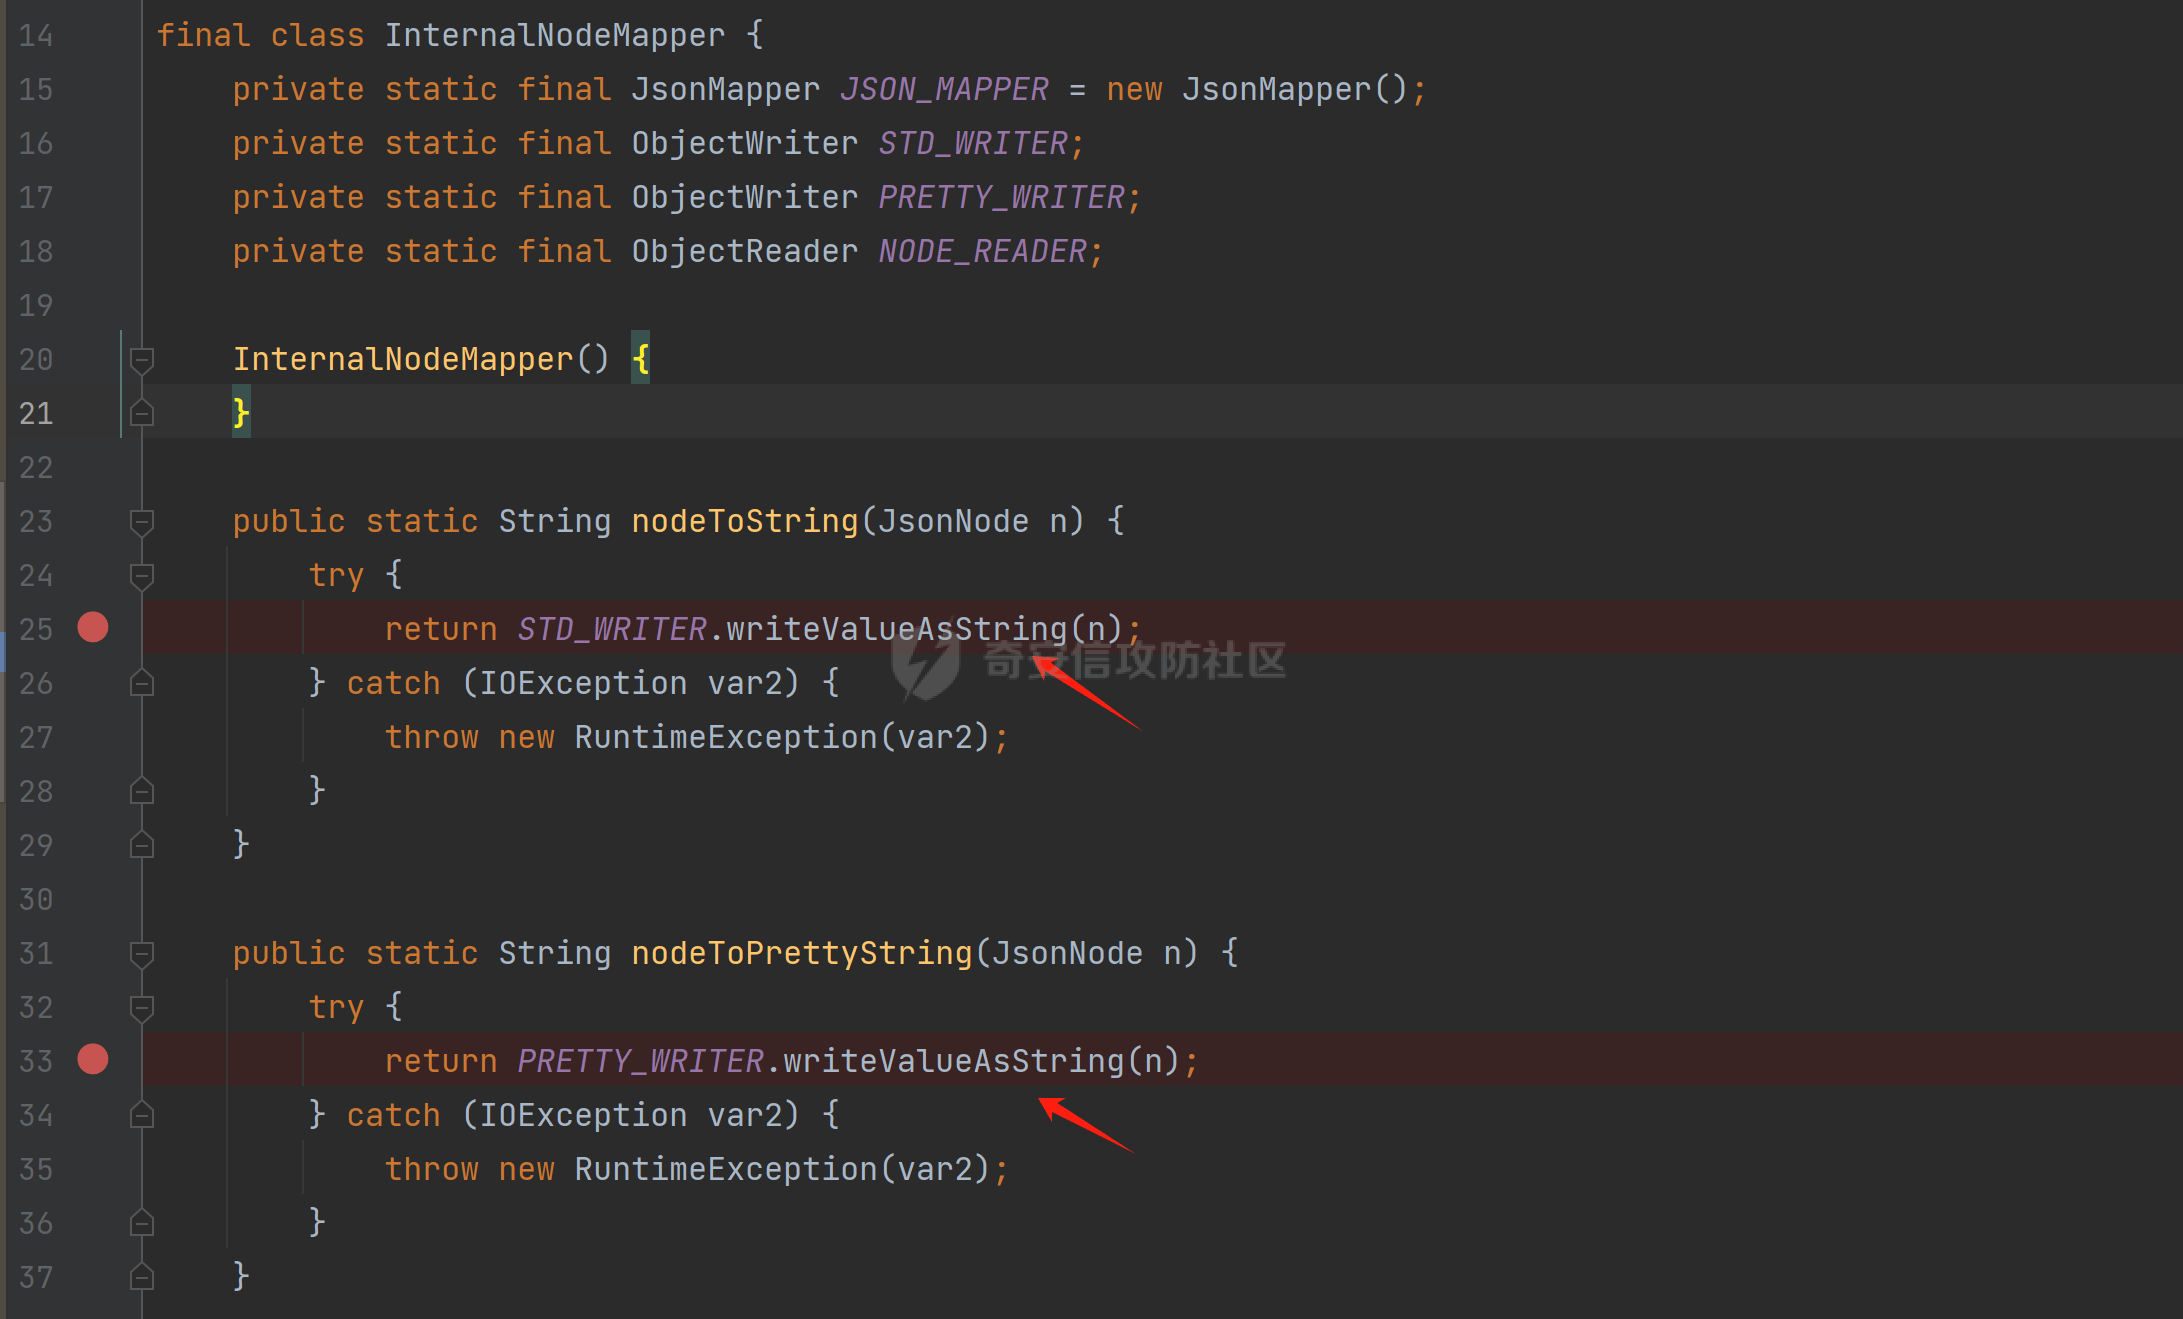 14 final class InternalNodeMapper {
15 private static final JsonMapper JSON_MAPPER = new JsonMapper();
16 private static final ObjectWriter STD_WRITER;
17 private static final ObjectWriter PRETTY_WRITER;
18 private static final ObjectReader NODE_READER;
19
20 InternalNodeMapper() {
21 }
22
23 public static String nodeToString(JsonNode n) {
24 try {
25 return STD_WRITER.writeValueAsString(n);
奇安信攻防社区
26 } catch (IOException var2) {
27 throw new RuntimeException(var2);
28 }
29 }
30
31 public static String nodeToPrettyString(JsonNode n) {
32 try {
33 return PRETTY_WRITER.writeValueAsString(n);
34 } catch (IOException var2) {
35 throw new RuntimeException(var2);
36 }
37 }